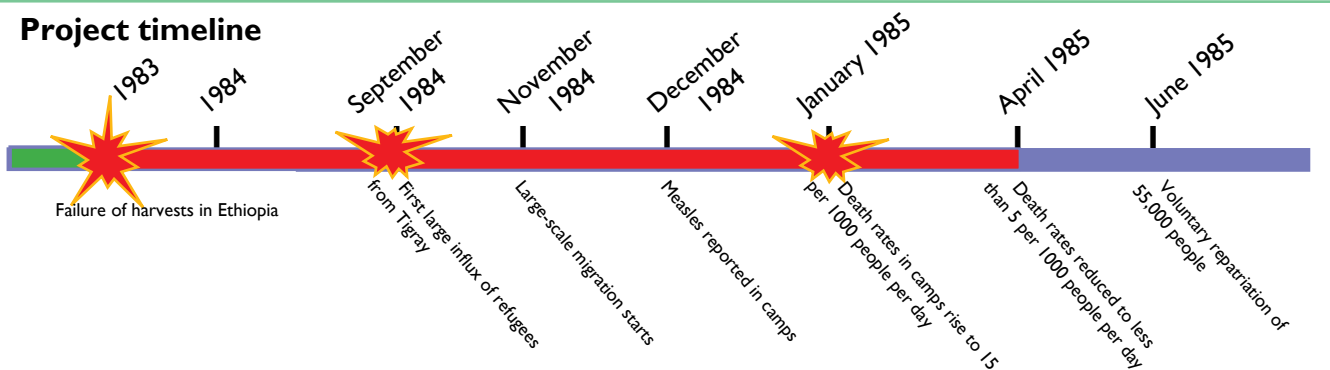 Project timeline
1983
1984
September
1984
November
1984
December
1984
January 1985
April 1985
June 1985
Failure of harvests in Ethiopia
First large influx of refugees
from Tigray
Large-scale migration starts
Measles reported in camps
Death rates in camps rise to 15
per 1000 people per day
Death rates reduced to less
than 5 per 1000 people per day
Voluntary repatriation of
55,000 people